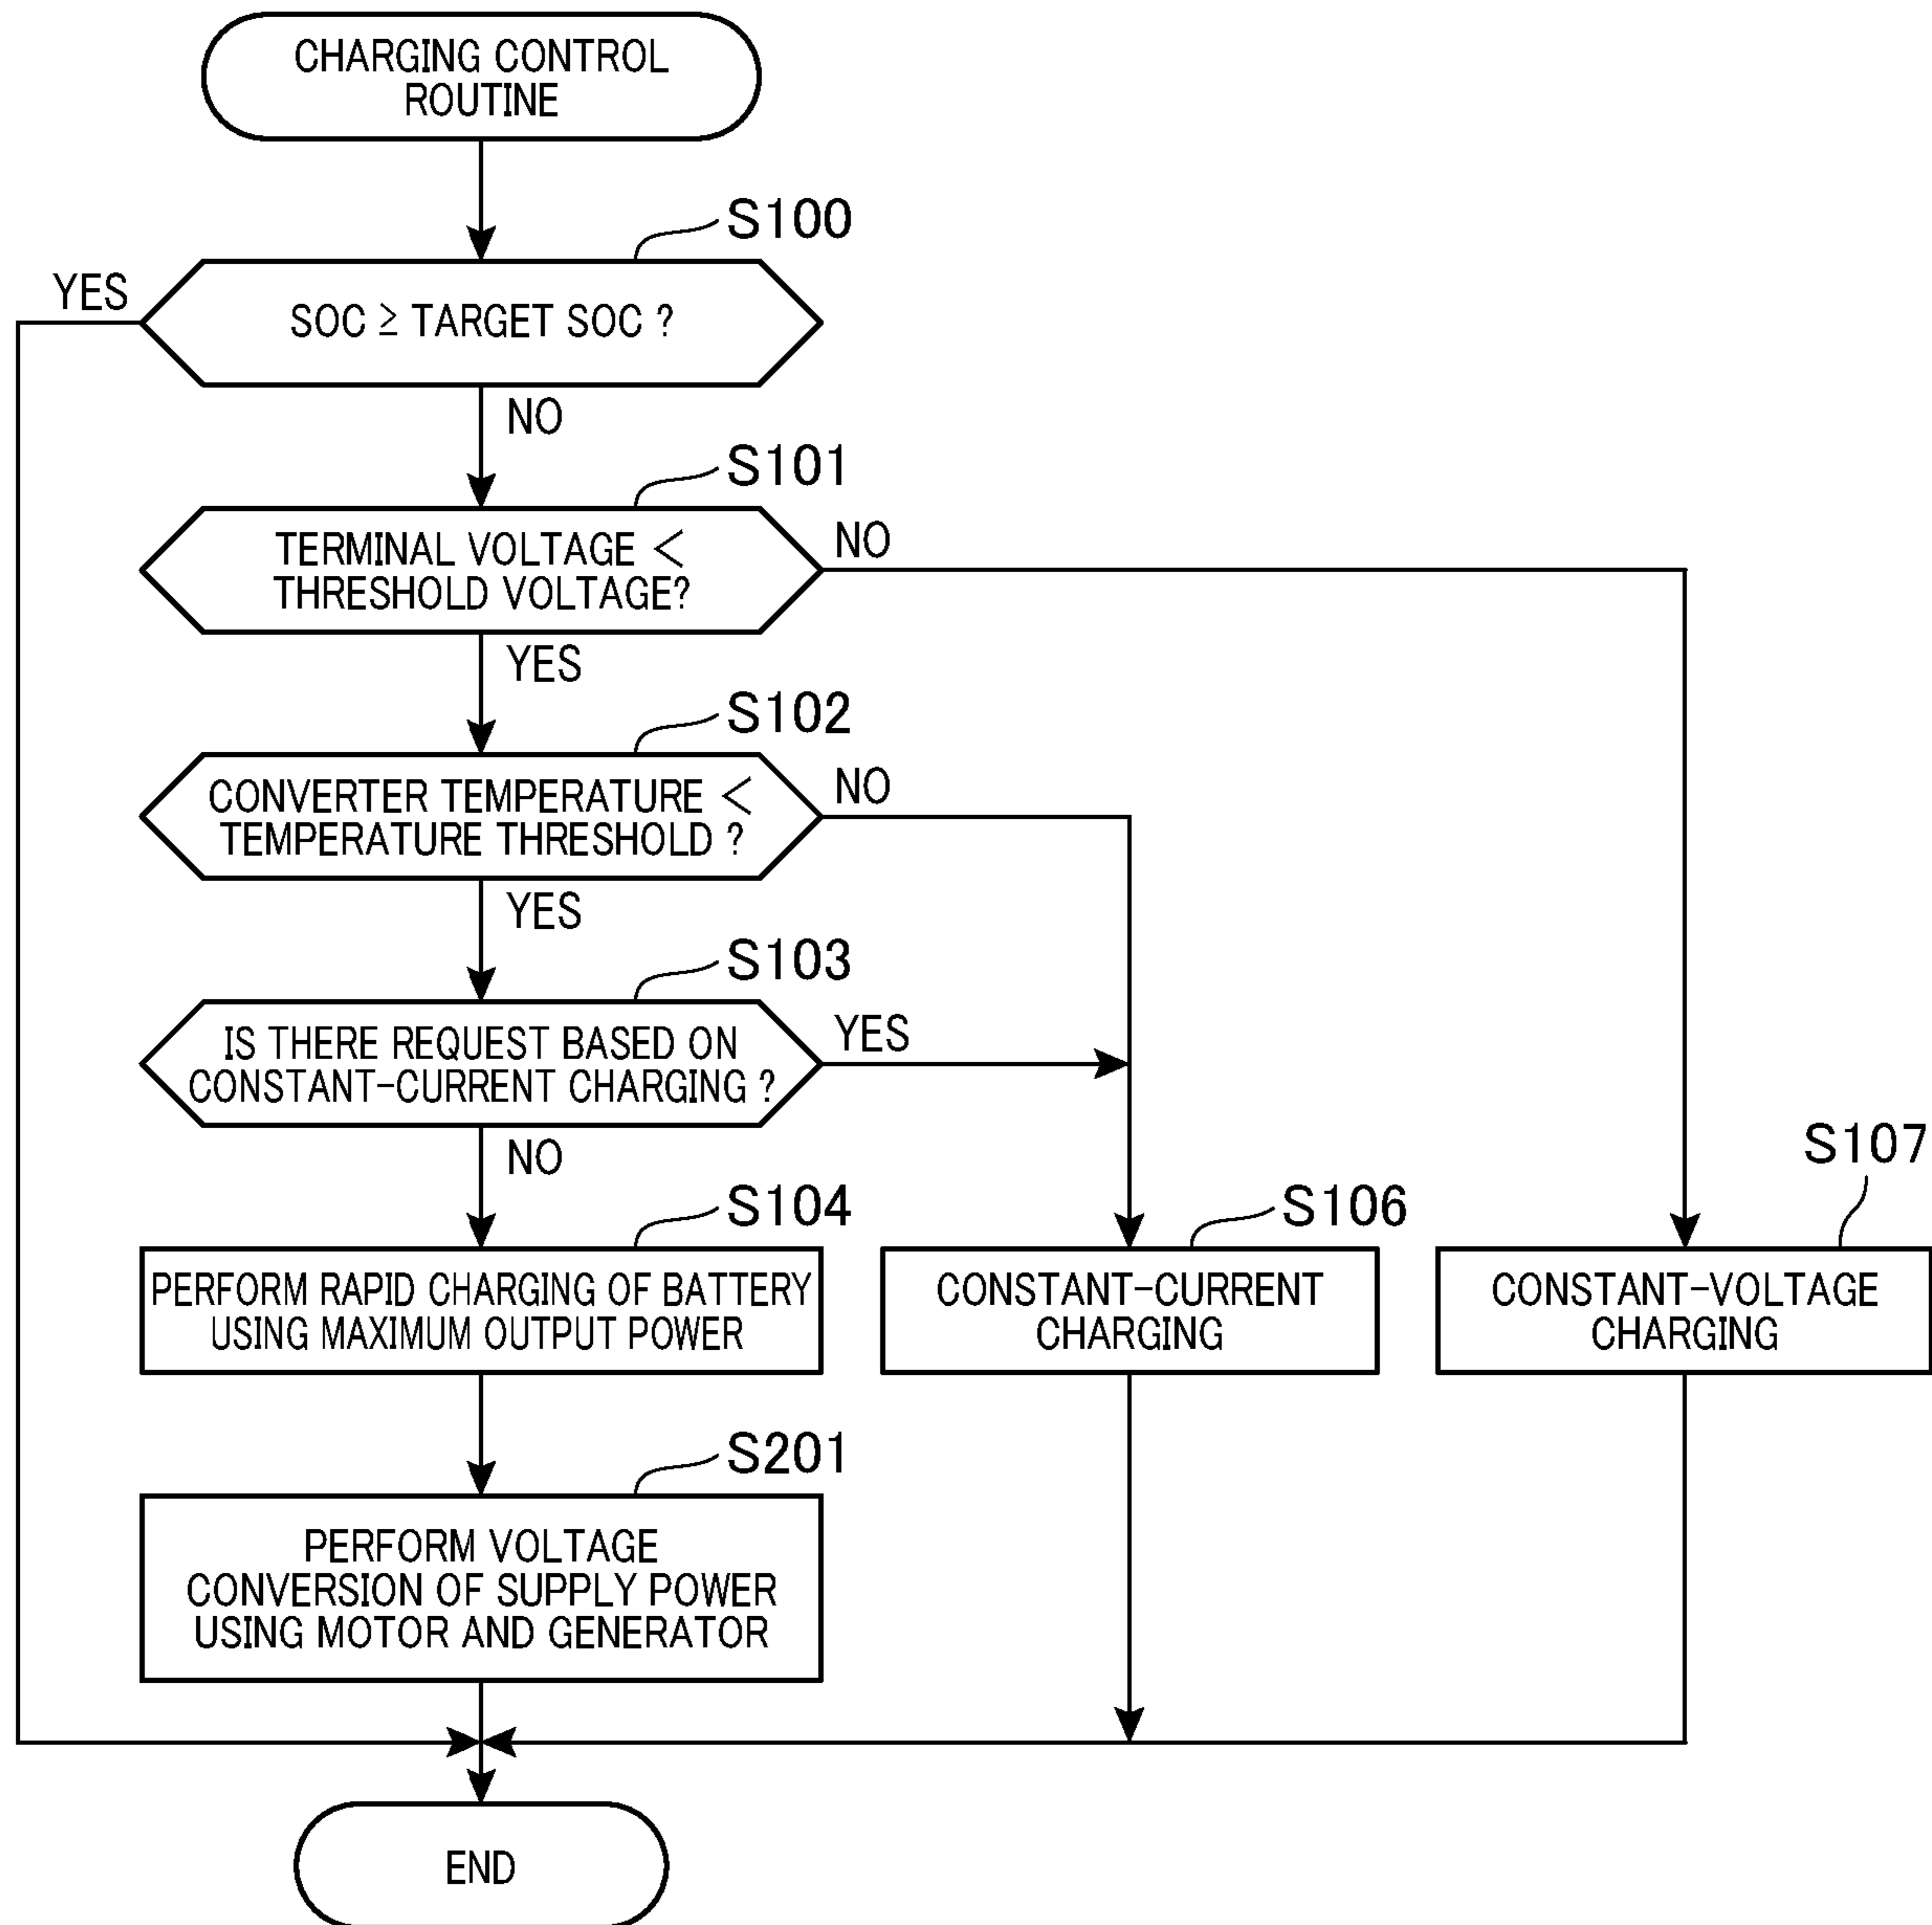 CHARGING CONTROL
ROUTINE
S100
YES
SOC ≥ TARGET SOC ?
NO
S101
TERMINAL VOLTAGE <
THRESHOLD VOLTAGE?
NO
YES
S102
CONVERTER TEMPERATURE <
TEMPERATURE THRESHOLD ?
NO
YES
S103
IS THERE REQUEST BASED ON
CONSTANT-CURRENT CHARGING ?
YES
NO
S104
PERFORM RAPID CHARGING OF BATTERY
USING MAXIMUM OUTPUT POWER
S106
CONSTANT-CURRENT
CHARGING
S107
CONSTANT-VOLTAGE
CHARGING
S201
PERFORM VOLTAGE
CONVERSION OF SUPPLY POWER
USING MOTOR AND GENERATOR
END